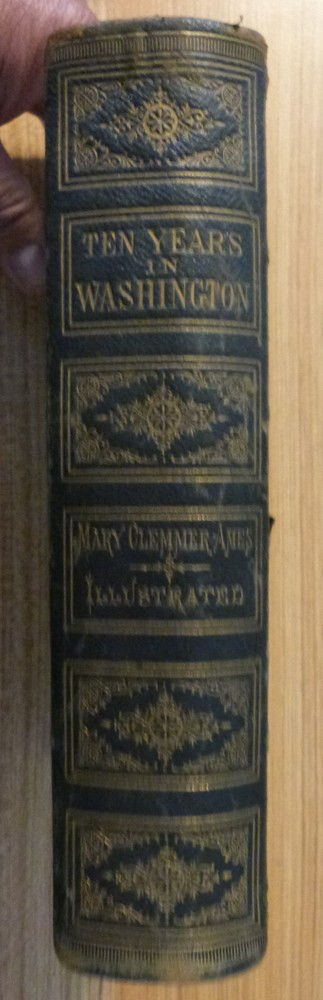 TEN YEARS
IN
WASHINGTON
MARY CLEMMER AMES
ILLUSTRATED